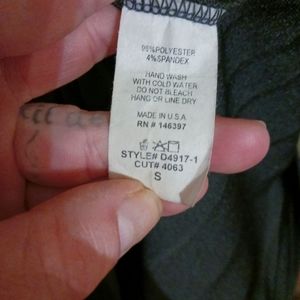 96%POLYESTER
4%SPANDEX
HAND WASH
WITH COLD WATER
DO NOT BLEACH
HANG OR LINE DRY
MADE IN U.S.A
RN # 146397
STYLE# D4917-1
CUT# 4063
S